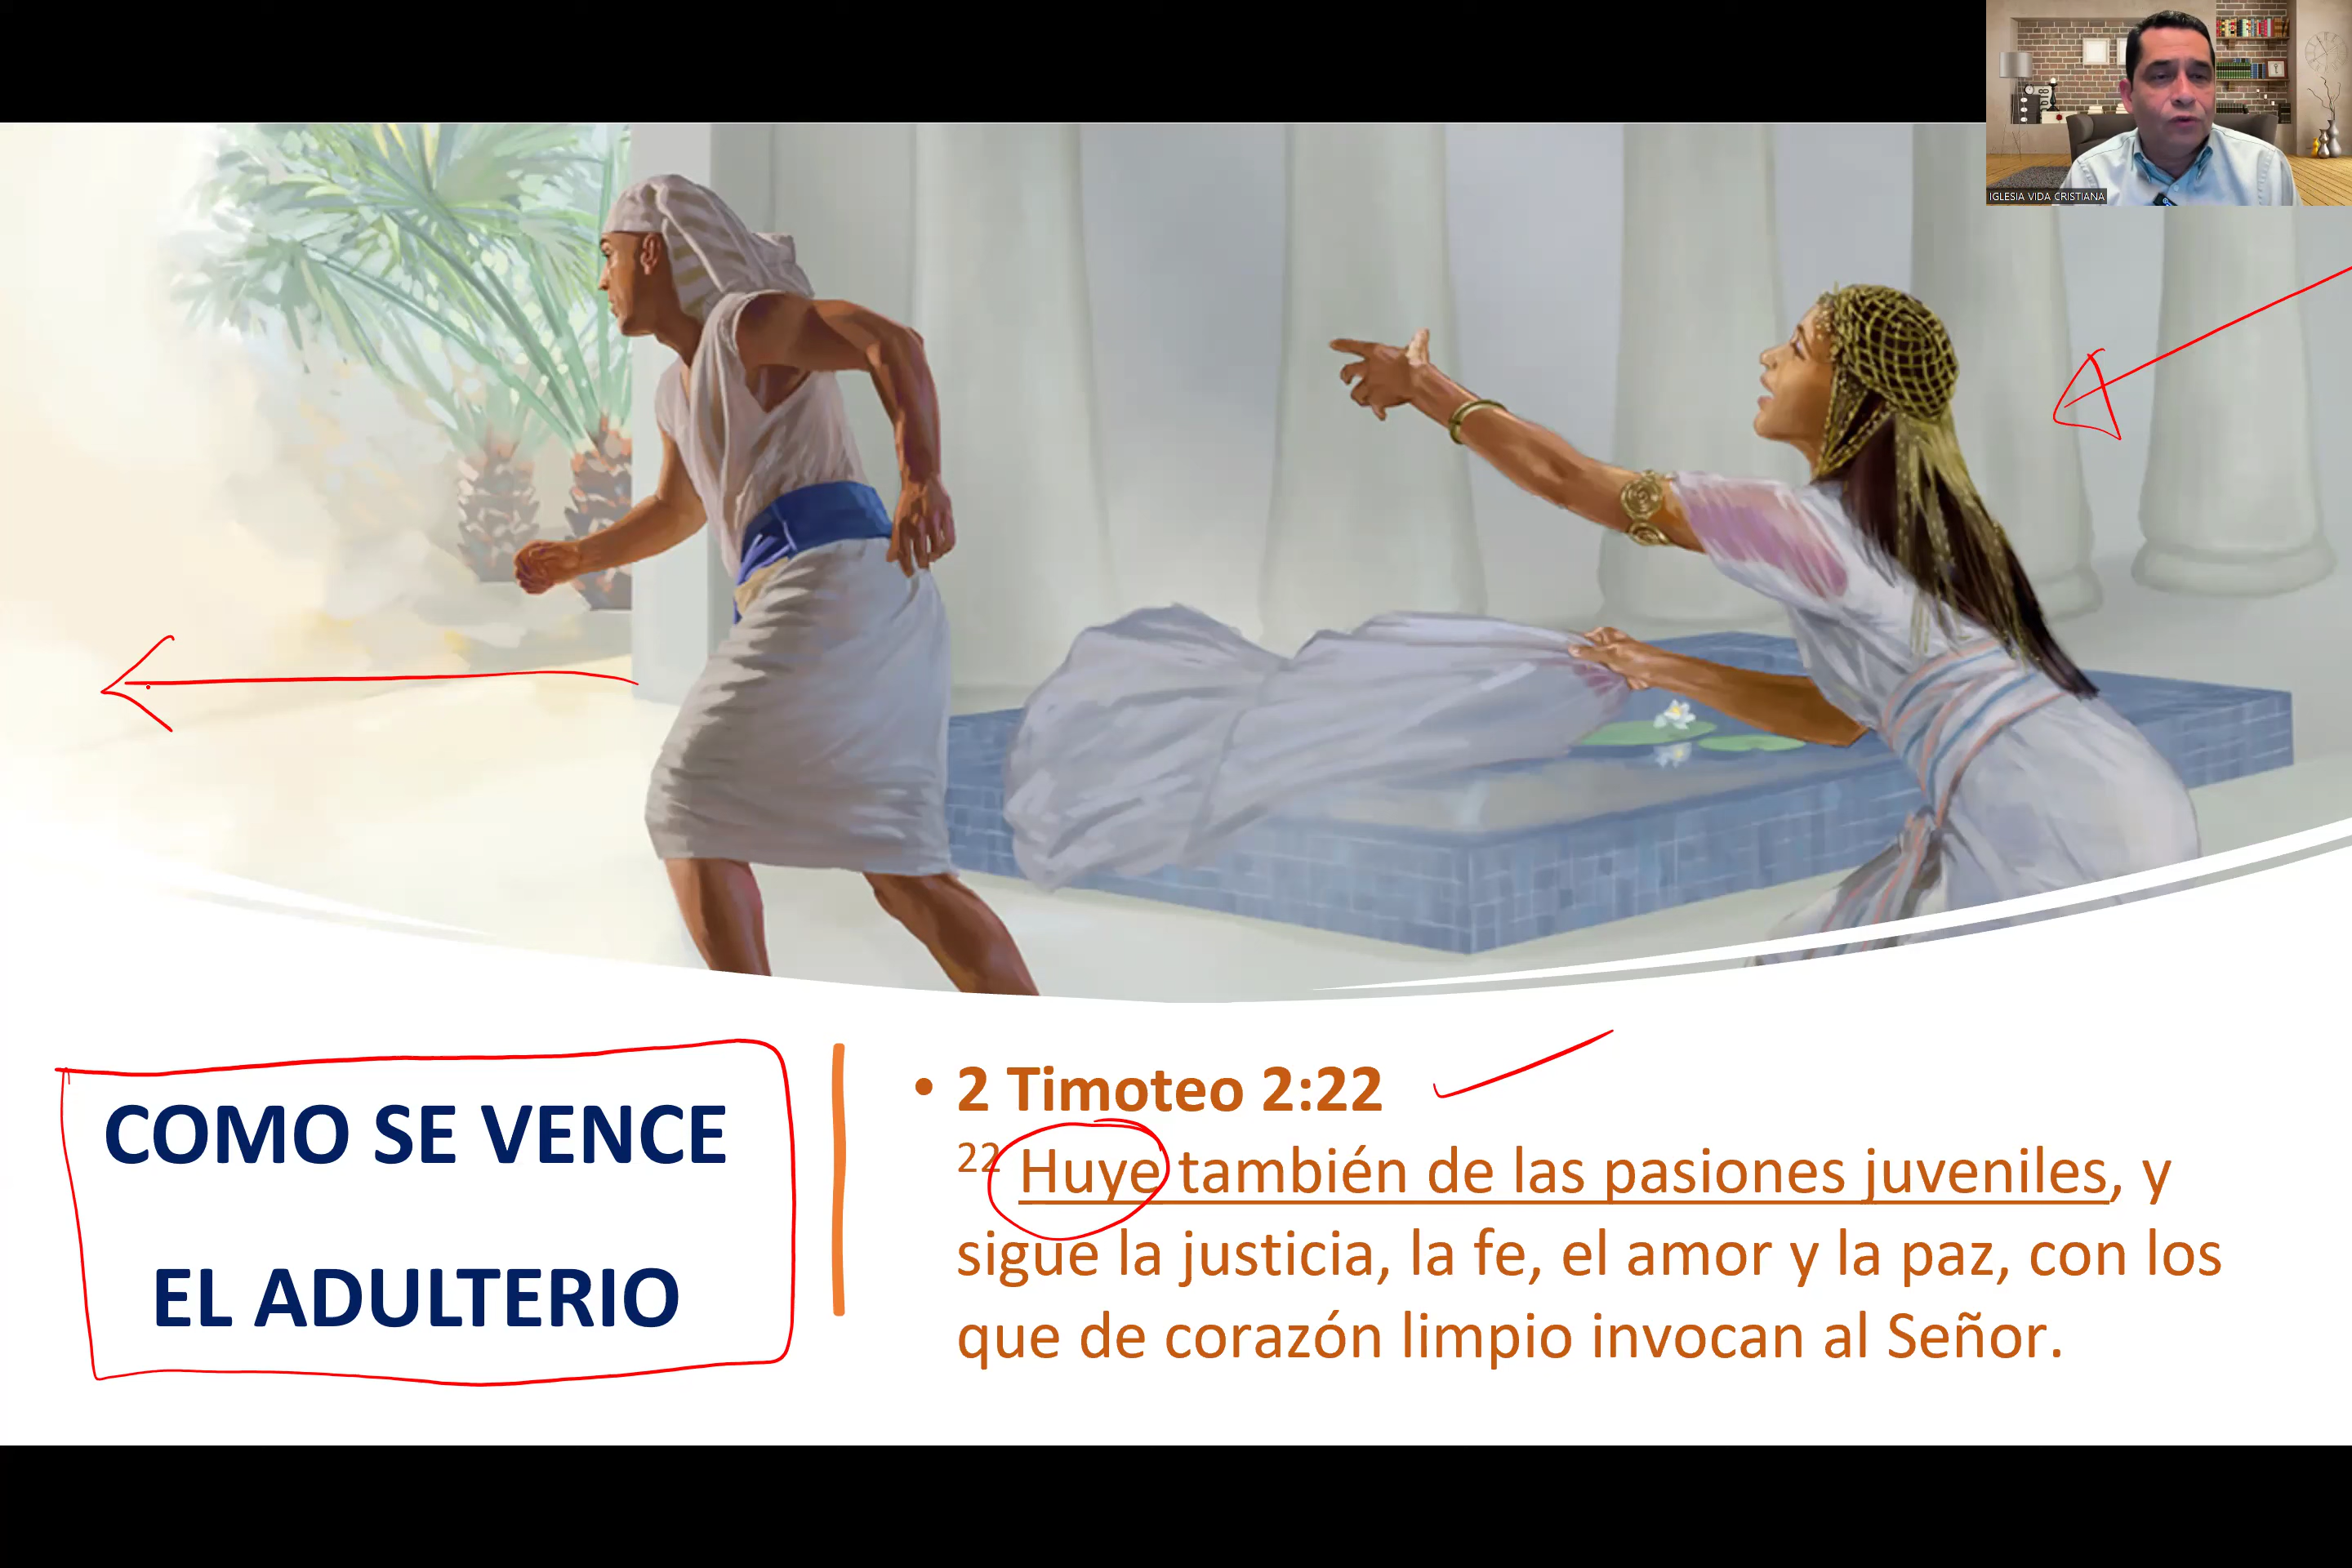 IGLESIA VIDA CRISTIANA
COMO SE VENCE
EL ADULTERIO
• 2 Timoteo 2:22
22 Huye también de las pasiones juveniles, y
sigue la justicia, la fe, el amor y la paz, con los
que de corazón limpio invocan al Señor.